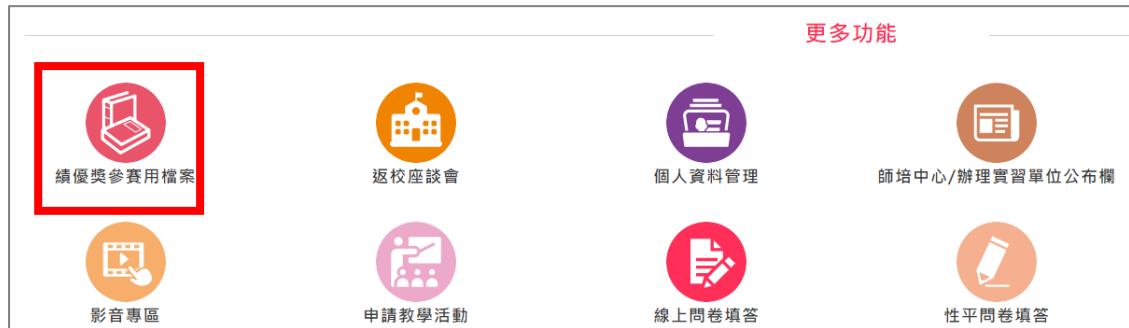 更多功能
績優獎參賽用檔案
返校座談會
個人資料管理
師培中心/辦理實習單位公布欄
影音專區
申請教學活動
線上問卷填答
性平問卷填答